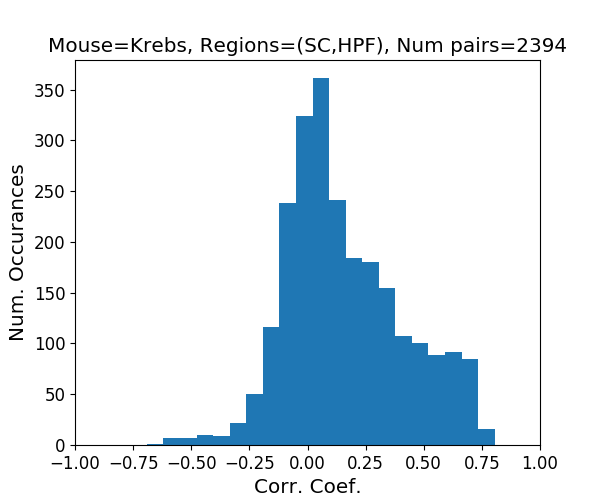 Mouse=Krebs, Regions=(SC,HPF), Num pairs=2394
Num. Occurances
350
300
250
200
150
100
50
0
−1.00 −0.75 −0.50 −0.25 0.00 0.25 0.50 0.75 1.00
Corr. Coef.